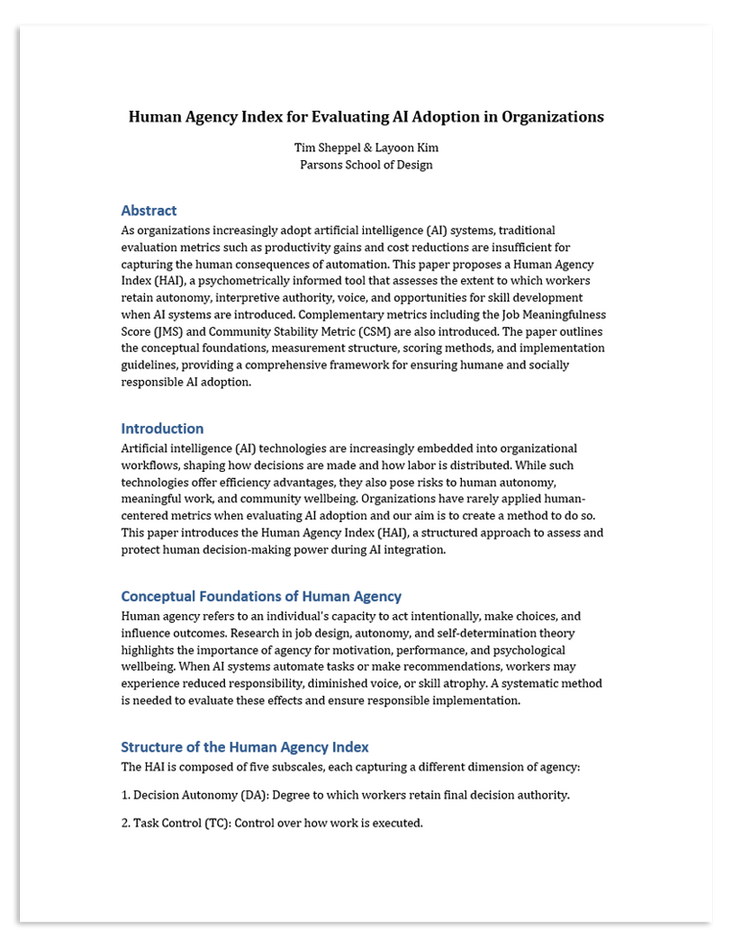 Human Agency Index for Evaluating AI Adoption in Organizations
Tim Sheppel & Layoon Kim
Parsons School of Design
Abstract
As organizations increasingly adopt artificial intelligence (AI) systems, traditional
evaluation metrics such as productivity gains and cost reductions are insufficient for
capturing the human consequences of automation. This paper proposes a Human Agency
Index (HAI), a psychometrically informed tool that assesses the extent to which workers
retain autonomy, interpretive authority, voice, and opportunities for skill development
when AI systems are introduced. Complementary metrics including the Job Meaningfulness
Score (JMS) and Community Stability Metric (CSM) are also introduced. The paper outlines
the conceptual foundations, measurement structure, scoring methods, and implementation
guidelines, providing a comprehensive framework for ensuring humane and socially
responsible AI adoption.
Introduction
Artificial intelligence (AI) technologies are increasingly embedded into organizational
workflows, shaping how decisions are made and how labor is distributed. While such
technologies offer efficiency advantages, they also pose risks to human autonomy,
meaningful work, and community wellbeing. Organizations have rarely applied human-
centered metrics when evaluating AI adoption and our aim is to create a method to do so.
This paper introduces the Human Agency Index (HAI), a structured approach to assess and
protect human decision-making power during AI integration.
Conceptual Foundations of Human Agency
Human agency refers to an individual's capacity to act intentionally, make choices, and
influence outcomes. Research in job design, autonomy, and self-determination theory
highlights the importance of agency for motivation, performance, and psychological
wellbeing. When AI systems automate tasks or make recommendations, workers may
experience reduced responsibility, diminished voice, or skill atrophy. A systematic method
is needed to evaluate these effects and ensure responsible implementation.
Structure of the Human Agency Index
The HAI is composed of five subscales, each capturing a different dimension of agency:
1. Decision Autonomy (DA): Degree to which workers retain final decision authority.
2. Task Control (TC): Control over how work is executed.